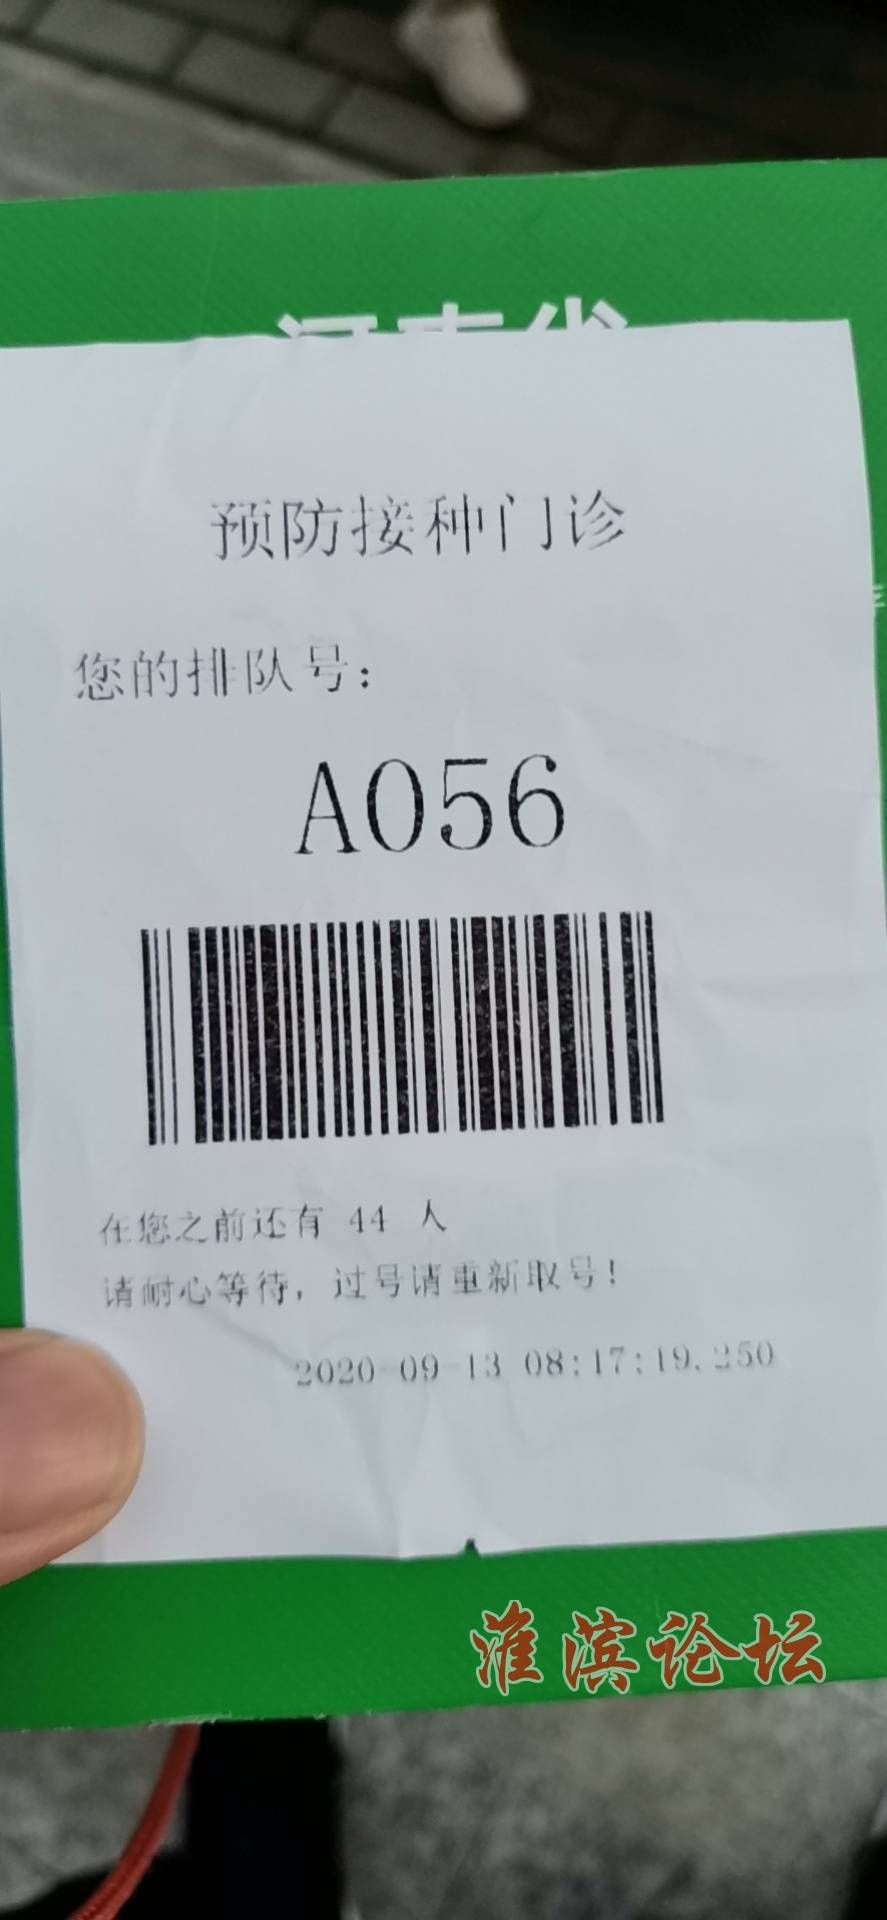 预防接种门诊
您的排队号：
A056
在您之前还有 44 人
请耐心等待，过号请重新取号！
2020-09-13 08:17:19.250
淮滨论坛